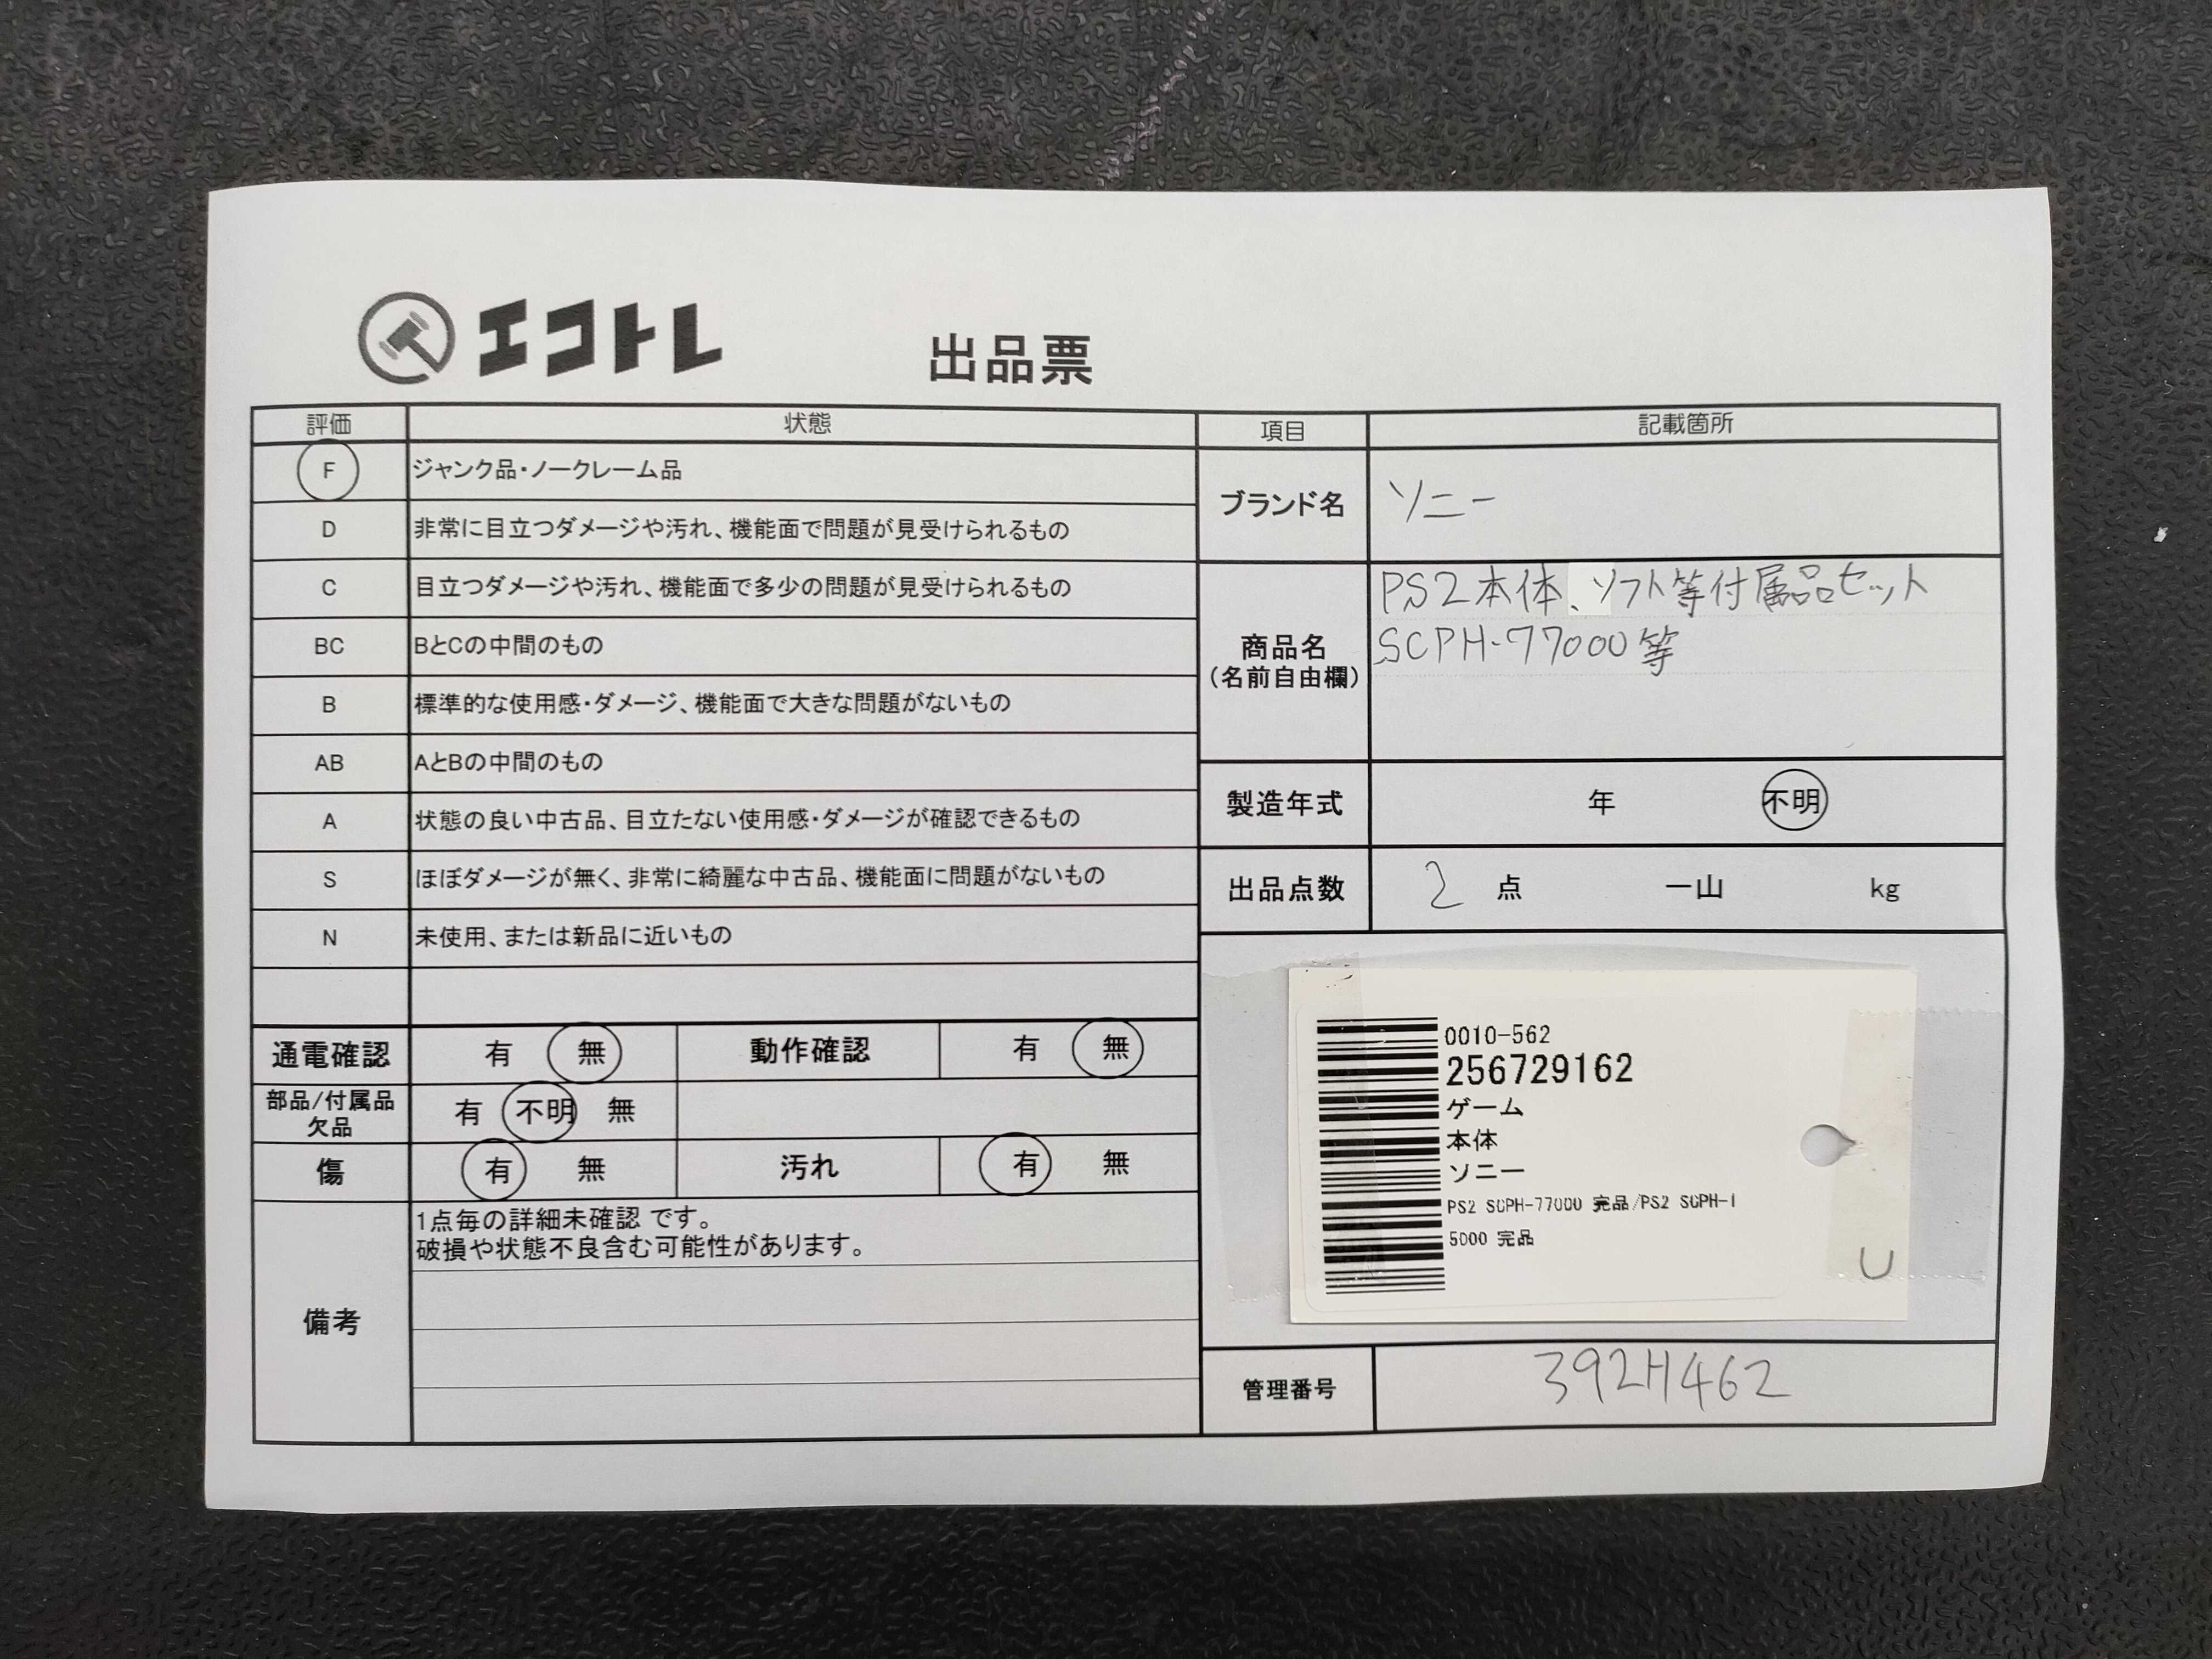 エコトレ
出品票
評価 状態
F ジャンク品・ノークレーム品
D 非常に目立つダメージや汚れ、機能面で問題が見受けられるもの
C 目立つダメージや汚れ、機能面で多少の問題が見受けられるもの
BC BとCの中間のもの
B 標準的な使用感・ダメージ、機能面で大きな問題がないもの
AB AとBの中間のもの
A 状態の良い中古品、目立たない使用感・ダメージが確認できるもの
S ほぼダメージが無く、非常に綺麗な中古品、機能面に問題がないもの
N 未使用、または新品に近いもの
通電確認 有 無 動作確認 有 無
部品/付属品
欠品
有 不明 無
傷 有 無 汚れ 有 無
備考
1点毎の詳細未確認 です。
破損や状態不良含む可能性があります。
項目 記載箇所
ブランド名 ソニー
商品名
(名前自由欄)
PS2本体、ソフト等付属品セット
SCPH-77000等
製造年式 年 不明
出品点数 2 点 一山 kg
0010-562
256729162
ゲーム
本体
ソニー
PS2 SCPH-77000 完品/PS2 SCPH-1
5000 完品
U
管理番号 392H462